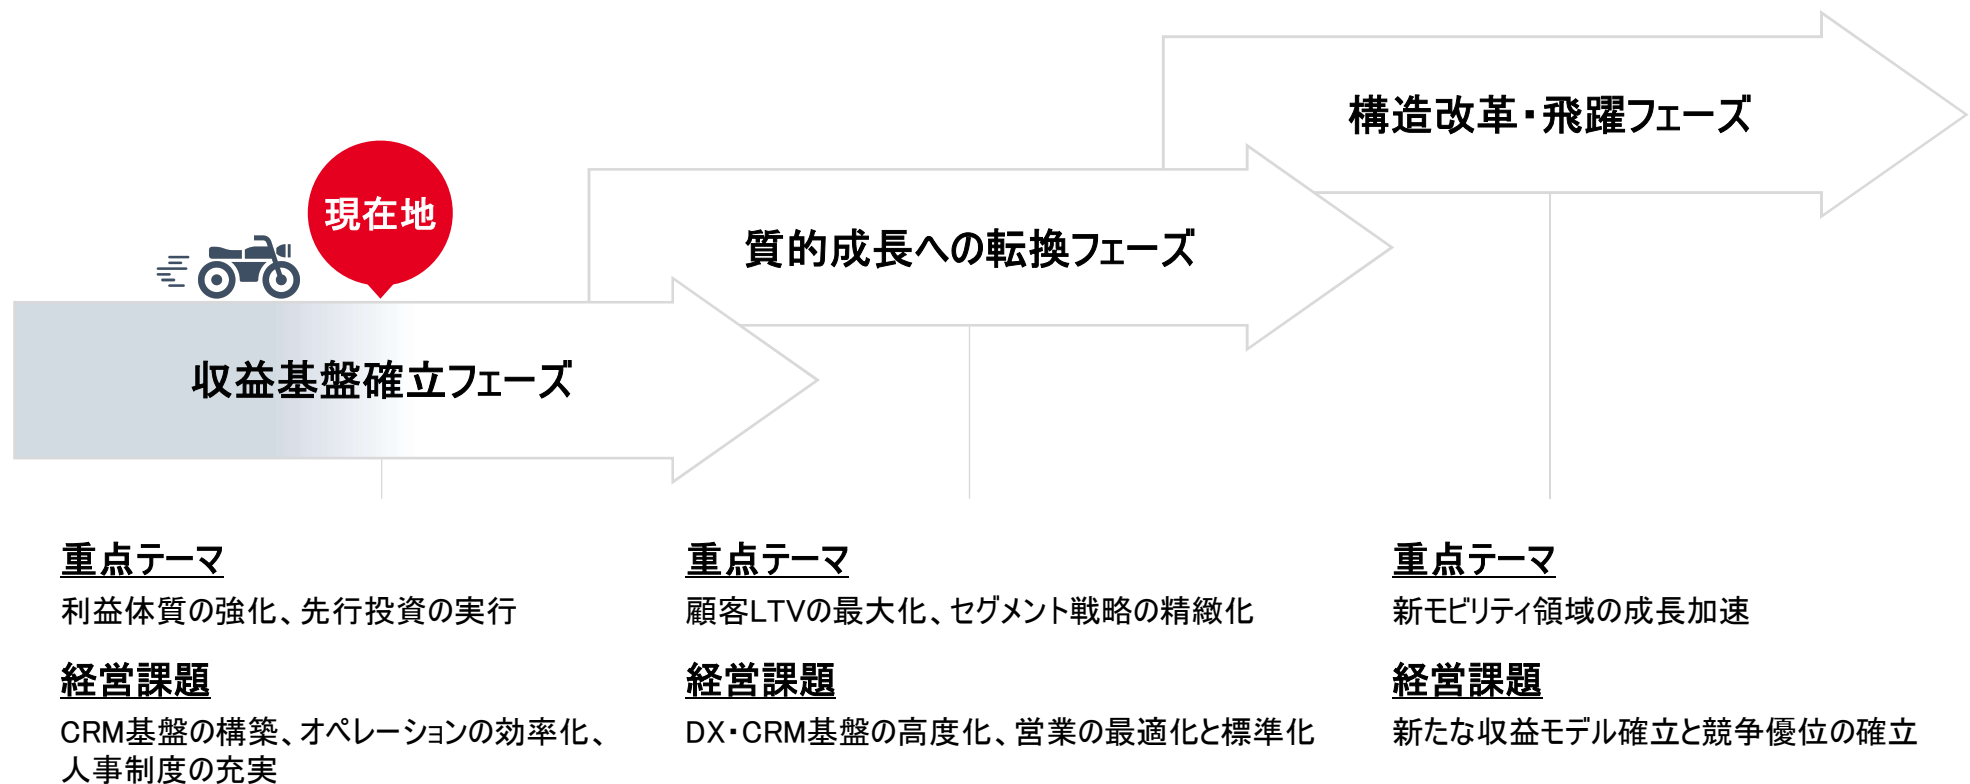 構造改革・飛躍フェーズ
現在地
質的成長への転換フェーズ
収益基盤確立フェーズ
重点テーマ
利益体質の強化、先行投資の実行
経営課題
CRM基盤の構築、オペレーションの効率化、
人事制度の充実
重点テーマ
顧客LTVの最大化、セグメント戦略の精緻化
経営課題
DX・CRM基盤の高度化、営業の最適化と標準化
重点テーマ
新モビリティ領域の成長加速
経営課題
新たな収益モデル確立と競争優位の確立